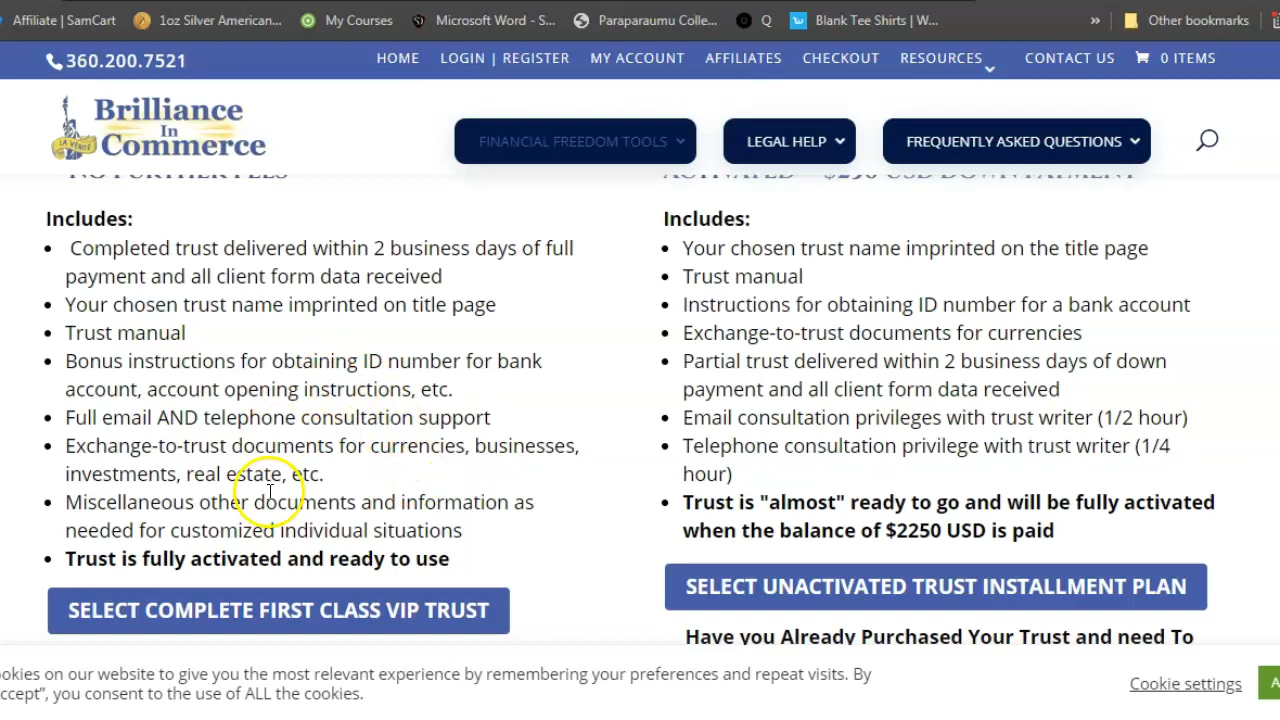 Affiliate | SamCart
1oz Silver American...
My Courses
Microsoft Word - S...
Paraparaumu Colle...
Q
Blank Tee Shirts | W...
»
Other bookmarks
360.200.7521
HOME
LOGIN | REGISTER
MY ACCOUNT
AFFILIATES
CHECKOUT
RESOURCES
CONTACT US
0 ITEMS
Brilliance
In
Commerce
LA VERITÉ
FINANCIAL FREEDOM TOOLS
LEGAL HELP
FREQUENTLY ASKED QUESTIONS
NO FURTHER FEES
Includes:
• Completed trust delivered within 2 business days of full
payment and all client form data received
• Your chosen trust name imprinted on title page
• Trust manual
• Bonus instructions for obtaining ID number for bank
account, account opening instructions, etc.
• Full email AND telephone consultation support
• Exchange-to-trust documents for currencies, businesses,
investments, real estate, etc.
• Miscellaneous other documents and information as
needed for customized individual situations
• Trust is fully activated and ready to use
SELECT COMPLETE FIRST CLASS VIP TRUST
ACTIVATED – $250 USD DOWN PAYMENT
Includes:
• Your chosen trust name imprinted on the title page
• Trust manual
• Instructions for obtaining ID number for a bank account
• Exchange-to-trust documents for currencies
• Partial trust delivered within 2 business days of down
payment and all client form data received
• Email consultation privileges with trust writer (1/2 hour)
• Telephone consultation privilege with trust writer (1/4
hour)
• Trust is "almost" ready to go and will be fully activated
when the balance of $2250 USD is paid
SELECT UNACTIVATED TRUST INSTALLMENT PLAN
Have you Already Purchased Your Trust and need To
okies on our website to give you the most relevant experience by remembering your preferences and repeat visits. By
ccept”, you consent to the use of ALL the cookies.
Cookie settings
A